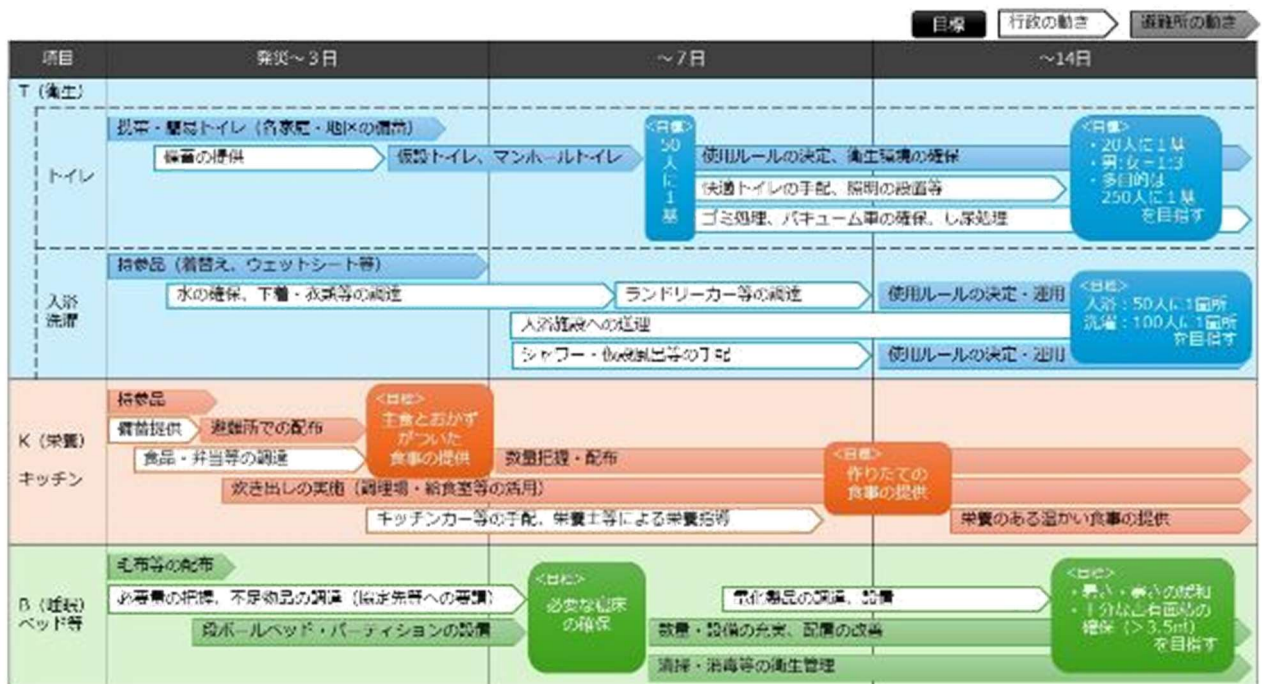 目標
行政の動き
避難所の動き
項目
発災～3日
～7日
～14日
T（衛生）
トイレ
携帯・簡易トイレ（各家庭・地区の備蓄）
備蓄の提供
仮設トイレ、マンホールトイレ
<目標>
50
人
に
1
基
使用ルールの決定、衛生環境の確保
快適トイレの手配、照明の設置等
ゴミ処理、バキューム車の確保、し尿処理
<目標>
・20人に1基
・男:女＝1:3
・多目的は
250人に1基
を目指す
入浴
洗濯
持参品（着替え、ウェットシート等）
水の確保、下着・衣類等の調達
ランドリーカー等の調達
使用ルールの決定・運用
入浴施設への送迎
シャワー・仮設風呂等の手配
使用ルールの決定・運用
<目標>
入浴：50人に1箇所
洗濯：100人に1箇所
を目指す
K（栄養）
キッチン
持参品
備蓄提供
避難所での配布
食品・弁当等の調達
<目標>
主食とおかず
がついた
食事の提供
数量把握・配布
炊き出しの実施（調理場・給食室等の活用）
キッチンカー等の手配、栄養士等による栄養指導
<目標>
作りたての
食事の提供
栄養のある温かい食事の提供
B（睡眠）
ベッド等
毛布等の配布
必要量の把握、不足物品の調達（協定先等への要請）
段ボールベッド・パーティションの設置
<目標>
必要な寝床
の確保
電化製品の調達、設置
数量・設備の充実、配置の改善
清掃・消毒等の衛生管理
<目標>
・暑さ・寒さの緩和
・十分な占有面積の
確保（＞3.5㎡）
を目指す